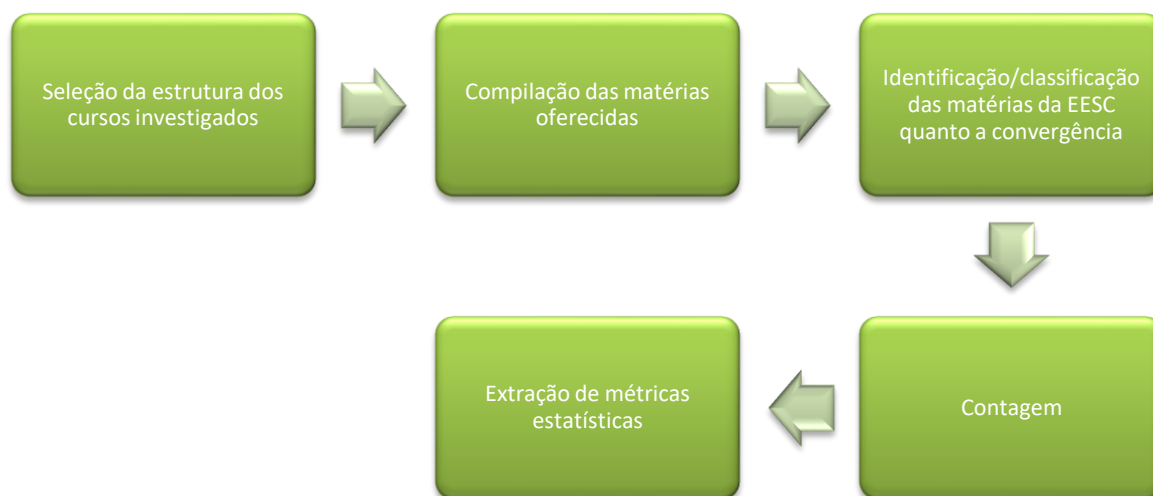 Seleção da estrutura dos
cursos investigados
Compilação das matérias
oferecidas
Identificação/classificação
das matérias da EESC
quanto a convergência
Contagem
Extração de métricas
estatísticas